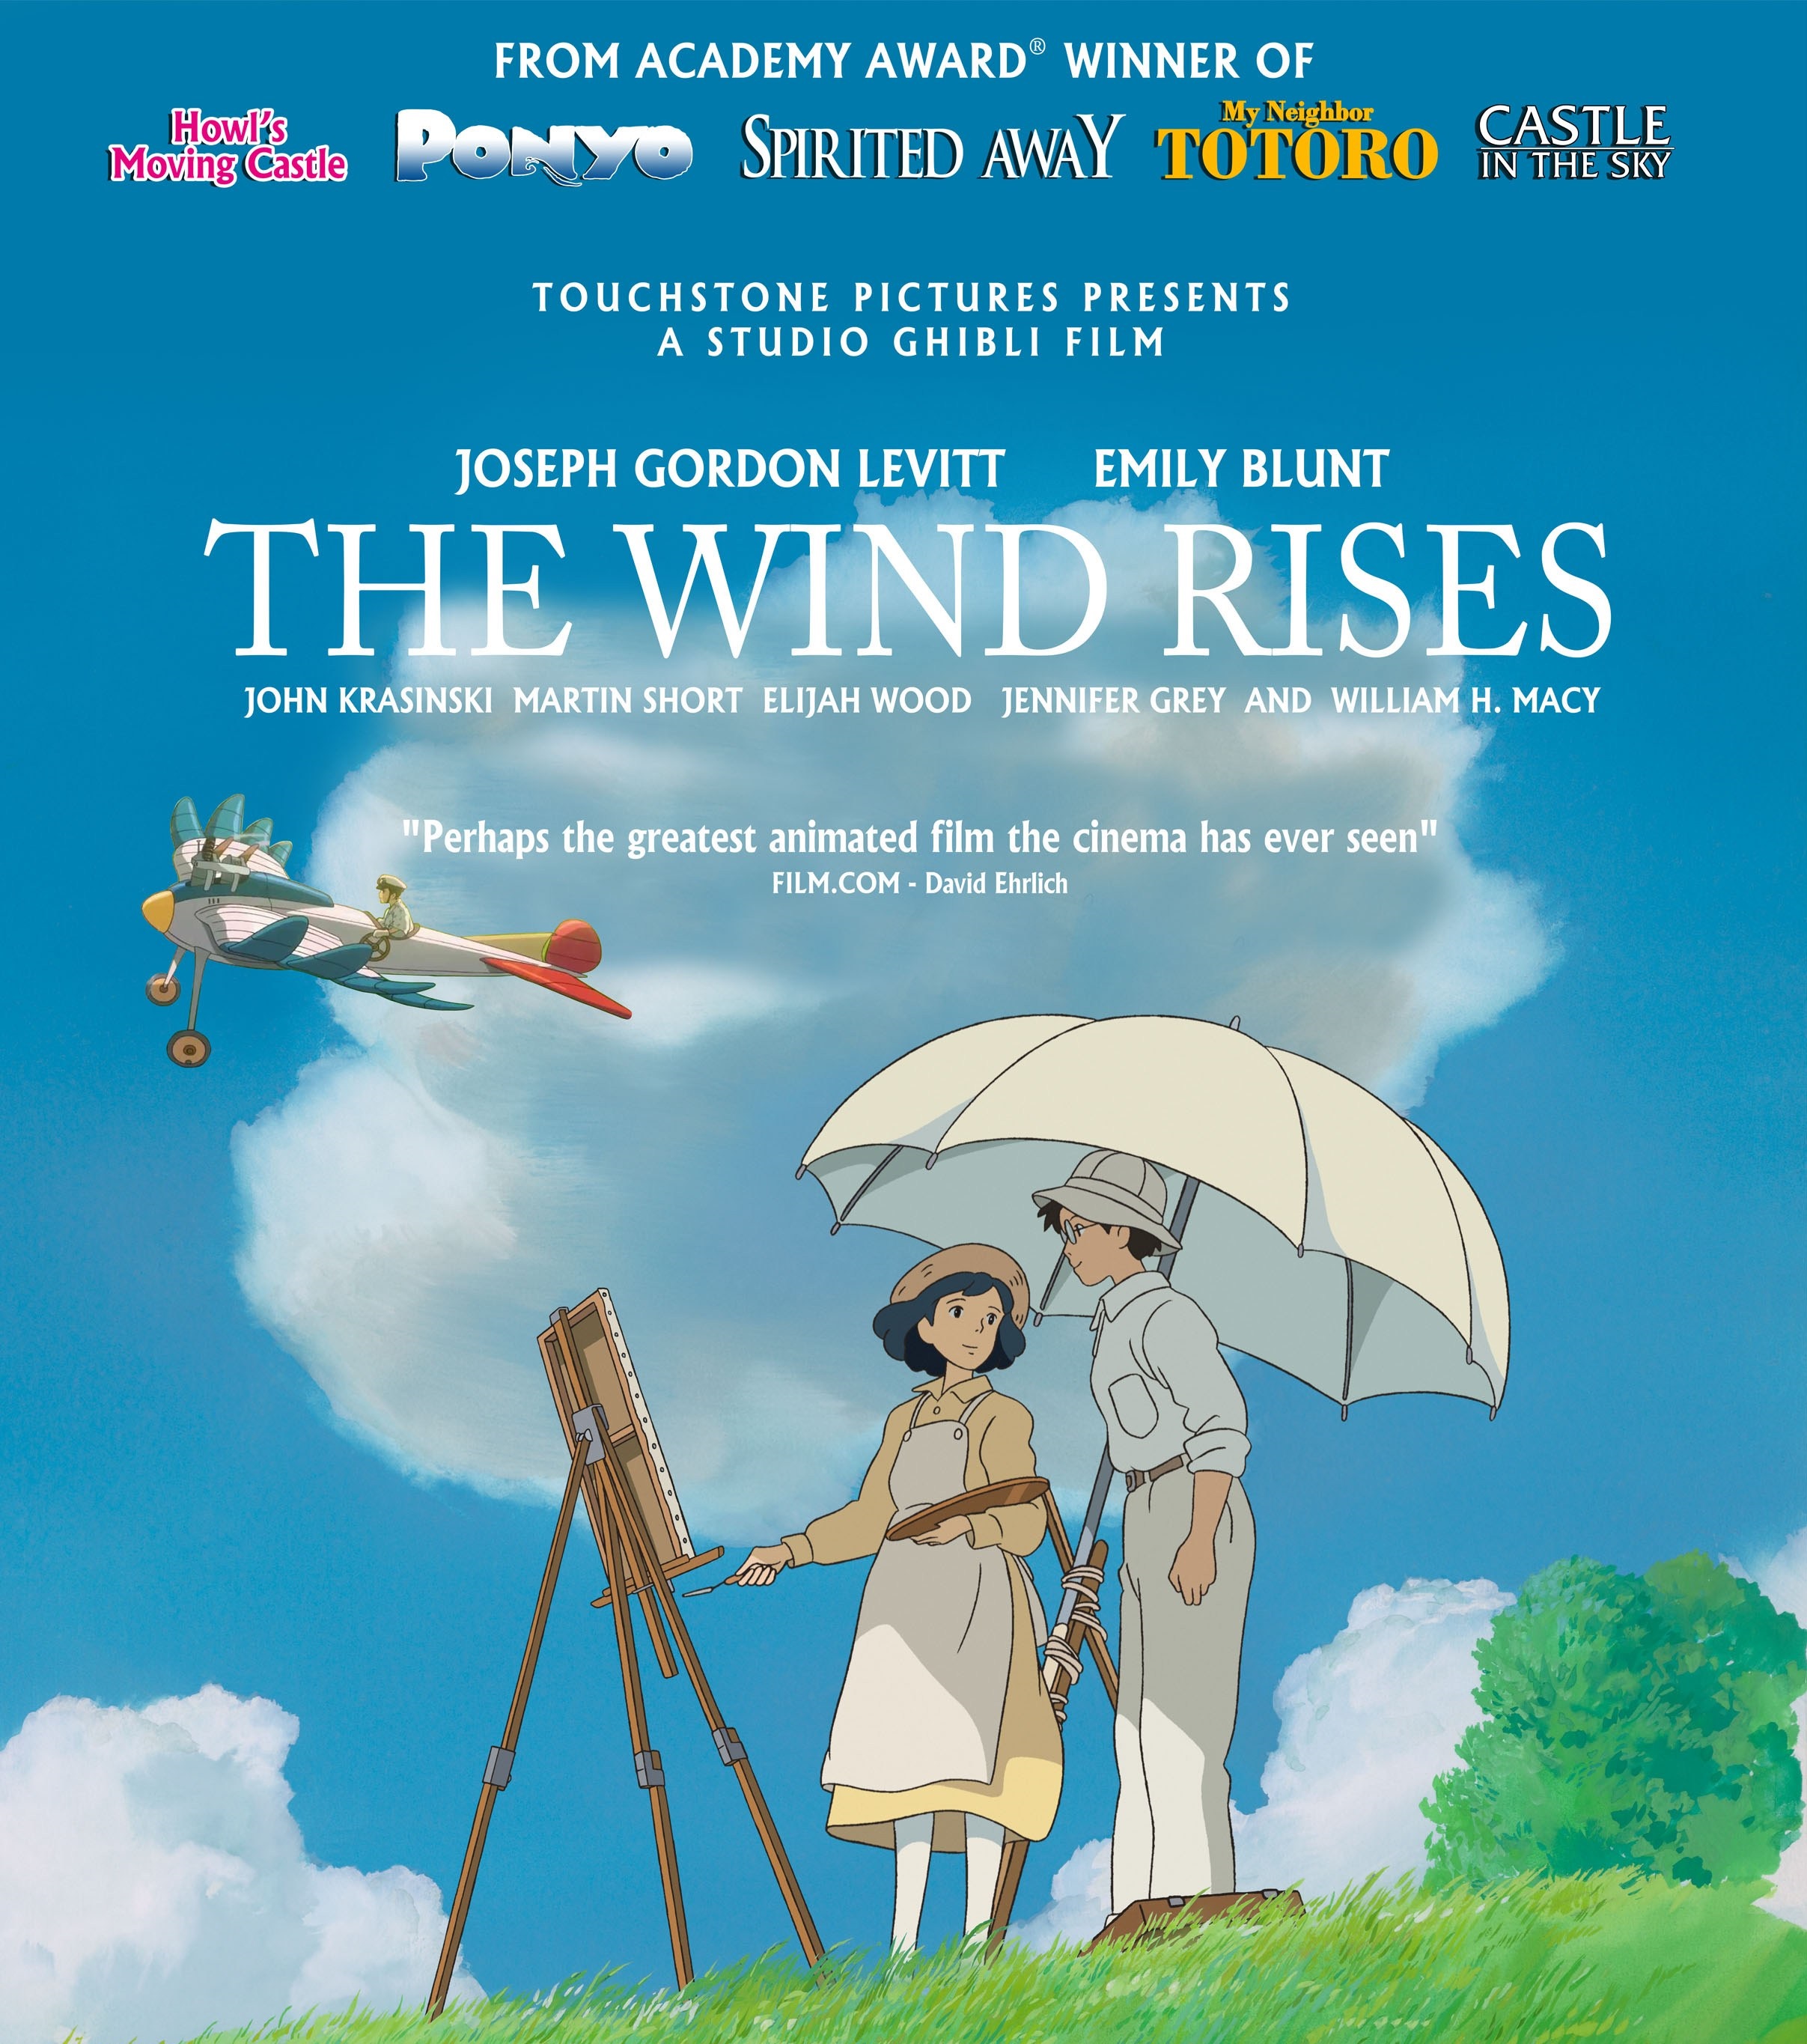 FROM ACADEMY AWARD® WINNER OF
Howl's Moving Castle PONYO SPIRITED AWAY My Neighbor TOTORO CASTLE IN THE SKY
TOUCHSTONE PICTURES PRESENTS
A STUDIO GHIBLI FILM
JOSEPH GORDON LEVITT EMILY BLUNT
THE WIND RISES
JOHN KRASINSKI MARTIN SHORT ELIJAH WOOD JENNIFER GREY AND WILLIAM H. MACY
"Perhaps the greatest animated film the cinema has ever seen"
FILM.COM - David Ehrlich